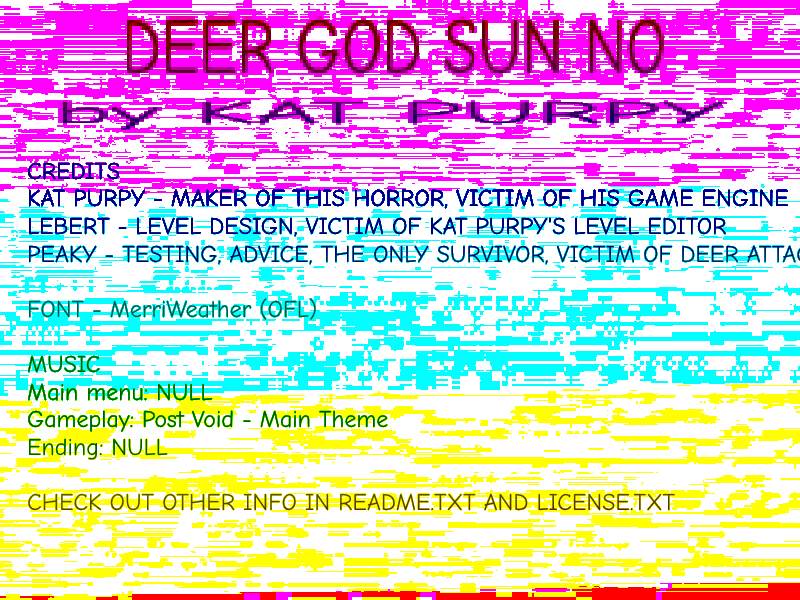 DEER GOD SUN NO
by KAT PURPY
CREDITS
KAT PURPY - MAKER OF THIS HORROR, VICTIM OF HIS GAME ENGINE
LEBERT - LEVEL DESIGN, VICTIM OF KAT PURPY'S LEVEL EDITOR
PEAKY - TESTING, ADVICE, THE ONLY SURVIVOR, VICTIM OF DEER
FONT - MerriWeather (OFL)
MUSIC
Main menu: NULL
Gameplay: Post Void - Main Theme
Ending: NULL
CHECK OUT OTHER INFO IN README.TXT AND LICENSE.TXT